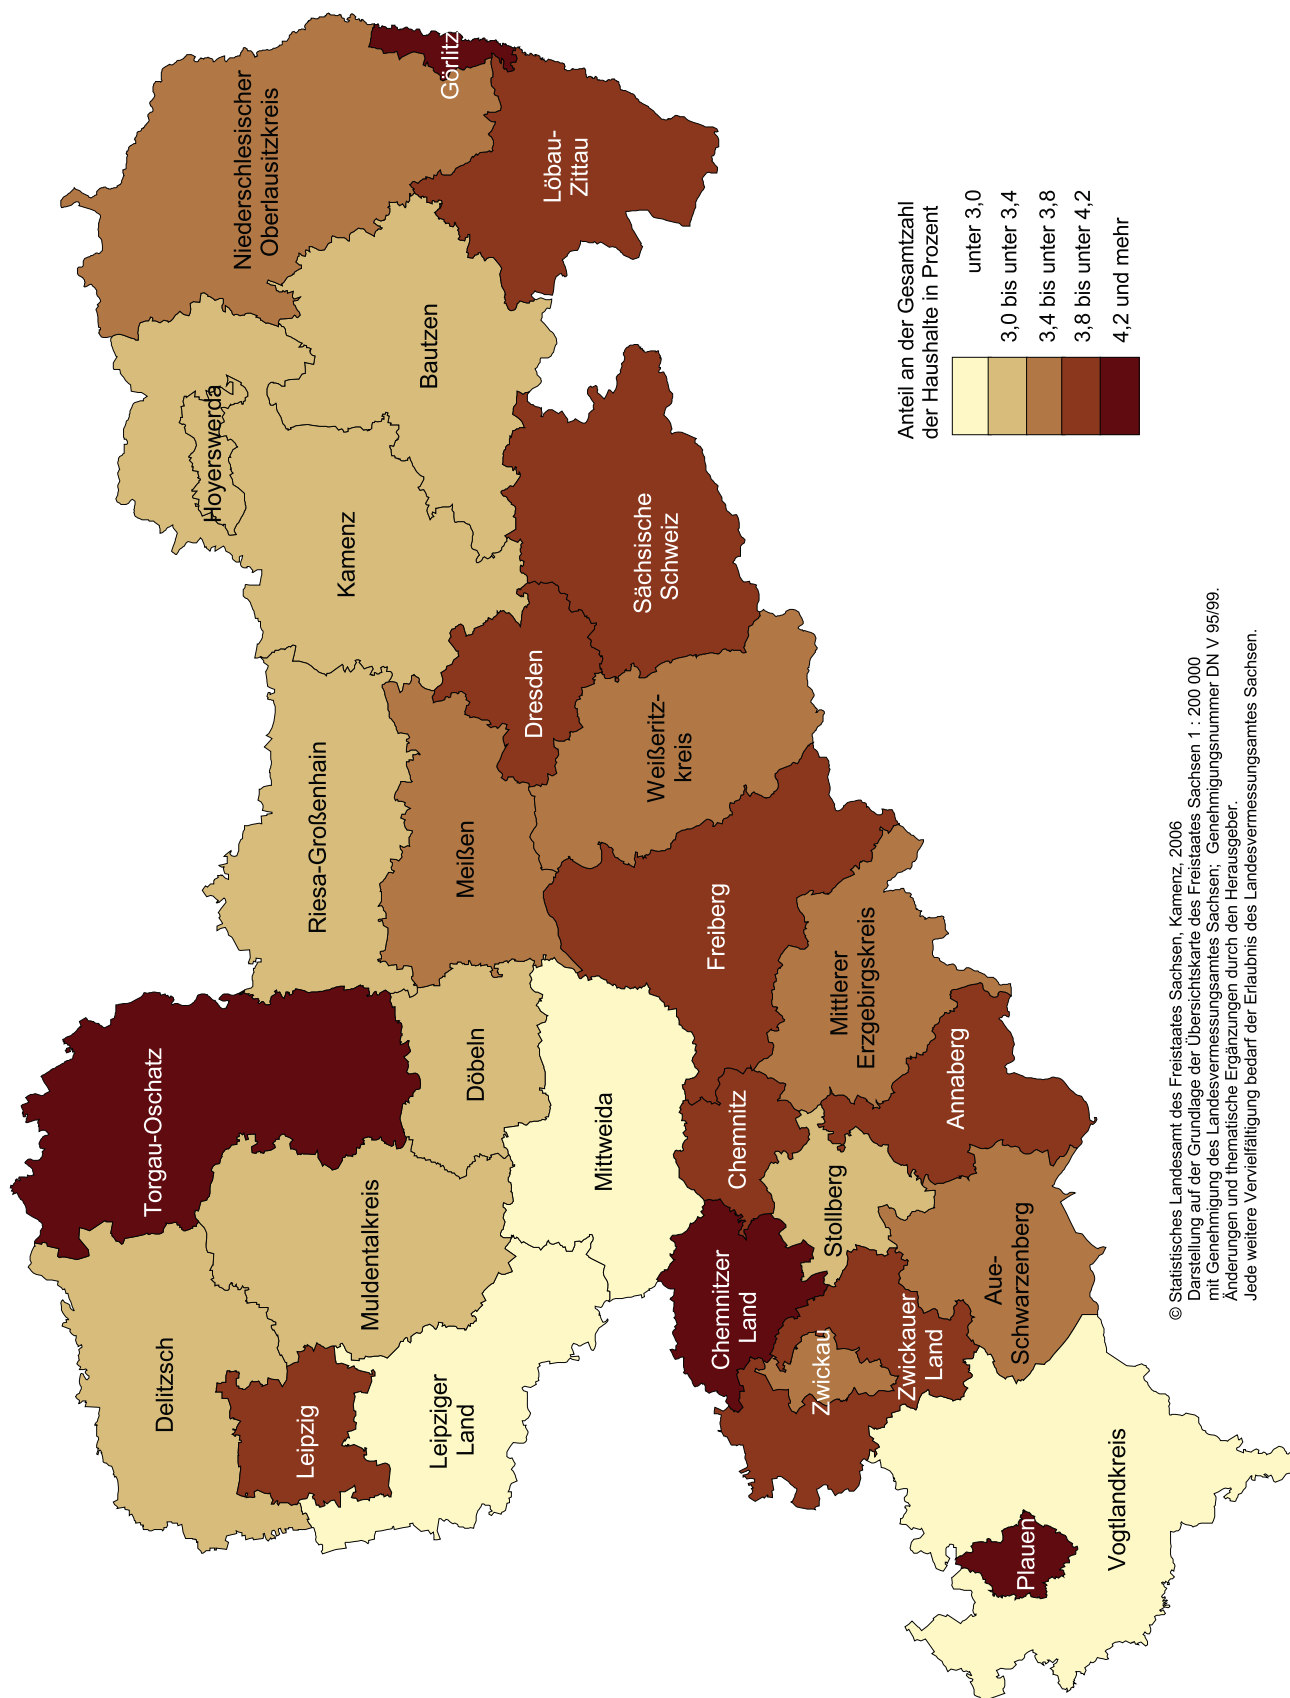 Torgau-Oschatz
Delitzsch
Leipzig
Muldentalkreis
Leipziger
Land
Döbeln
Riesa-Großenhain
Meißen
Kamenz
Hoyerswerda
Niederschlesischer
Oberlausitzkreis
Bautzen
Görlitz
Löbau-
Zittau
Dresden
Sächsische
Schweiz
Weißeritz-
kreis
Freiberg
Mittweida
Mittlerer
Erzgebirgskreis
Annaberg
Chemnitz
Stollberg
Chemnitzer
Land
Zwickau
Zwickauer
Land
Aue-
Schwarzenberg
Plauen
Vogtlandkreis
Anteil an der Gesamtzahl
der Haushalte in Prozent
unter 3,0
3,0 bis unter 3,4
3,4 bis unter 3,8
3,8 bis unter 4,2
4,2 und mehr
© Statistisches Landesamt des Freistaates Sachsen, Kamenz, 2006
Darstellung auf der Grundlage der Übersichtskarte des Freistaates Sachsen 1 : 200 000
mit Genehmigung des Landesvermessungsamtes Sachsen; Genehmigungsnummer DN V 95/99.
Änderungen und thematische Ergänzungen durch den Herausgeber.
Jede weitere Vervielfältigung bedarf der Erlaubnis des Landesvermessungsamtes Sachsen.